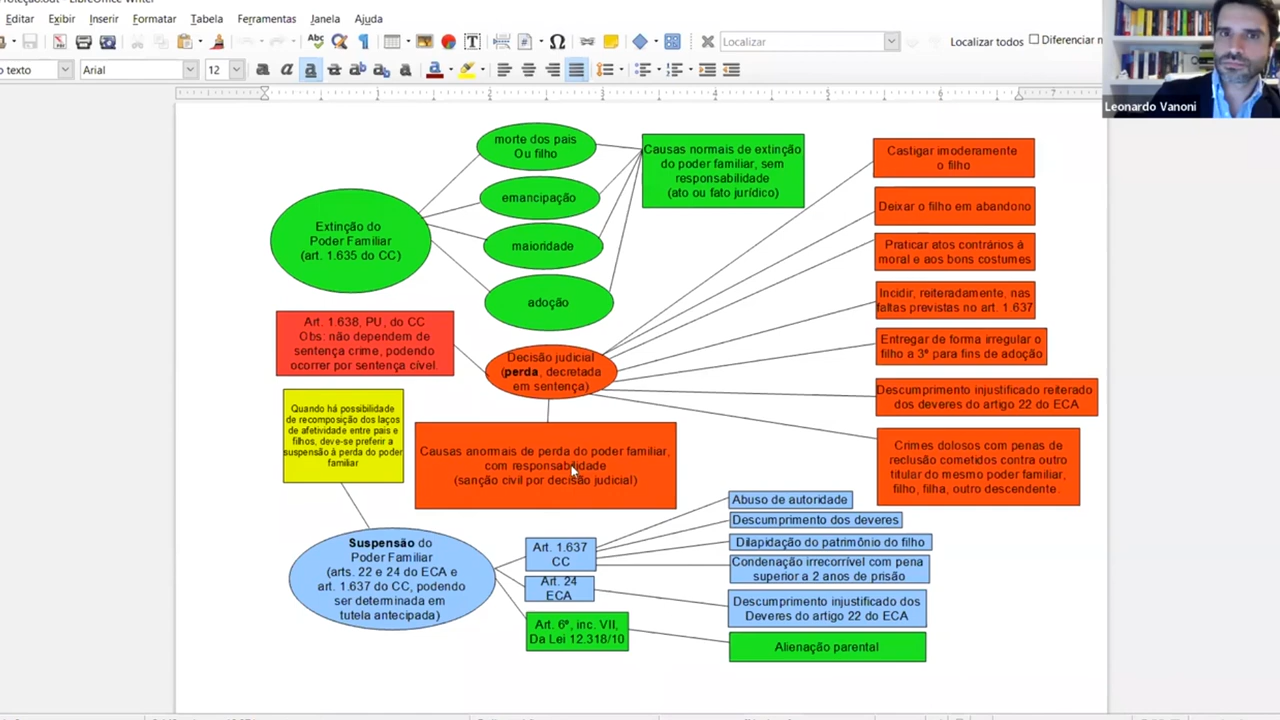 LibreOffice Writer
Editar Exibir Inserir Formatar Tabela Ferramentas Janela Ajuda
Localizar
Localizar todos
Diferenciar
texto
Arial
12
Leonardo Vanoni
morte dos pais
Ou filho
emancipação
maioridade
adoção
Extinção do
Poder Familiar
(art. 1.635 do CC)
Causas normais de extinção
do poder familiar, sem
responsabilidade
(ato ou fato jurídico)
Castigar imoderamente
o filho
Deixar o filho em abandono
Praticar atos contrários à
moral e aos bons costumes
Incidir, reiteradamente, nas
faltas previstas no art. 1.637
Entregar de forma irregular o
filho a 3º para fins de adoção
Descumprimento injustificado reiterado
dos deveres do artigo 22 do ECA
Crimes dolosos com penas de
reclusão cometidos contra outro
titular do mesmo poder familiar,
filho, filha, outro descendente.
Art. 1.638, PU, do CC
Obs: não dependem de
sentença crime, podendo
ocorrer por sentença cível.
Decisão judicial
(perda, decretada
em sentença)
Quando há possibilidade
de recomposição dos laços
de afetividade entre pais e
filhos, deve-se preferir a
suspensão à perda do poder
familiar
Causas anormais de perda do poder familiar,
com responsabilidade
(sanção civil por decisão judicial)
Suspensão do
Poder Familiar
(arts. 22 e 24 do ECA e
art. 1.637 do CC, podendo
ser determinada em
tutela antecipada)
Art. 1.637
CC
Art. 24
ECA
Art. 6º, inc. VII,
Da Lei 12.318/10
Abuso de autoridade
Descumprimento dos deveres
Dilapidação do patrimônio do filho
Condenação irrecorrível com pena
superior a 2 anos de prisão
Descumprimento injustificado dos
Deveres do artigo 22 do ECA
Alienação parental